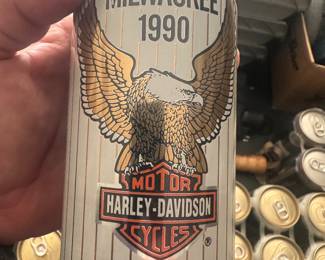 MILWAUKEE
1990
MOTOR
HARLEY-DAVIDSON
CYCLES
®